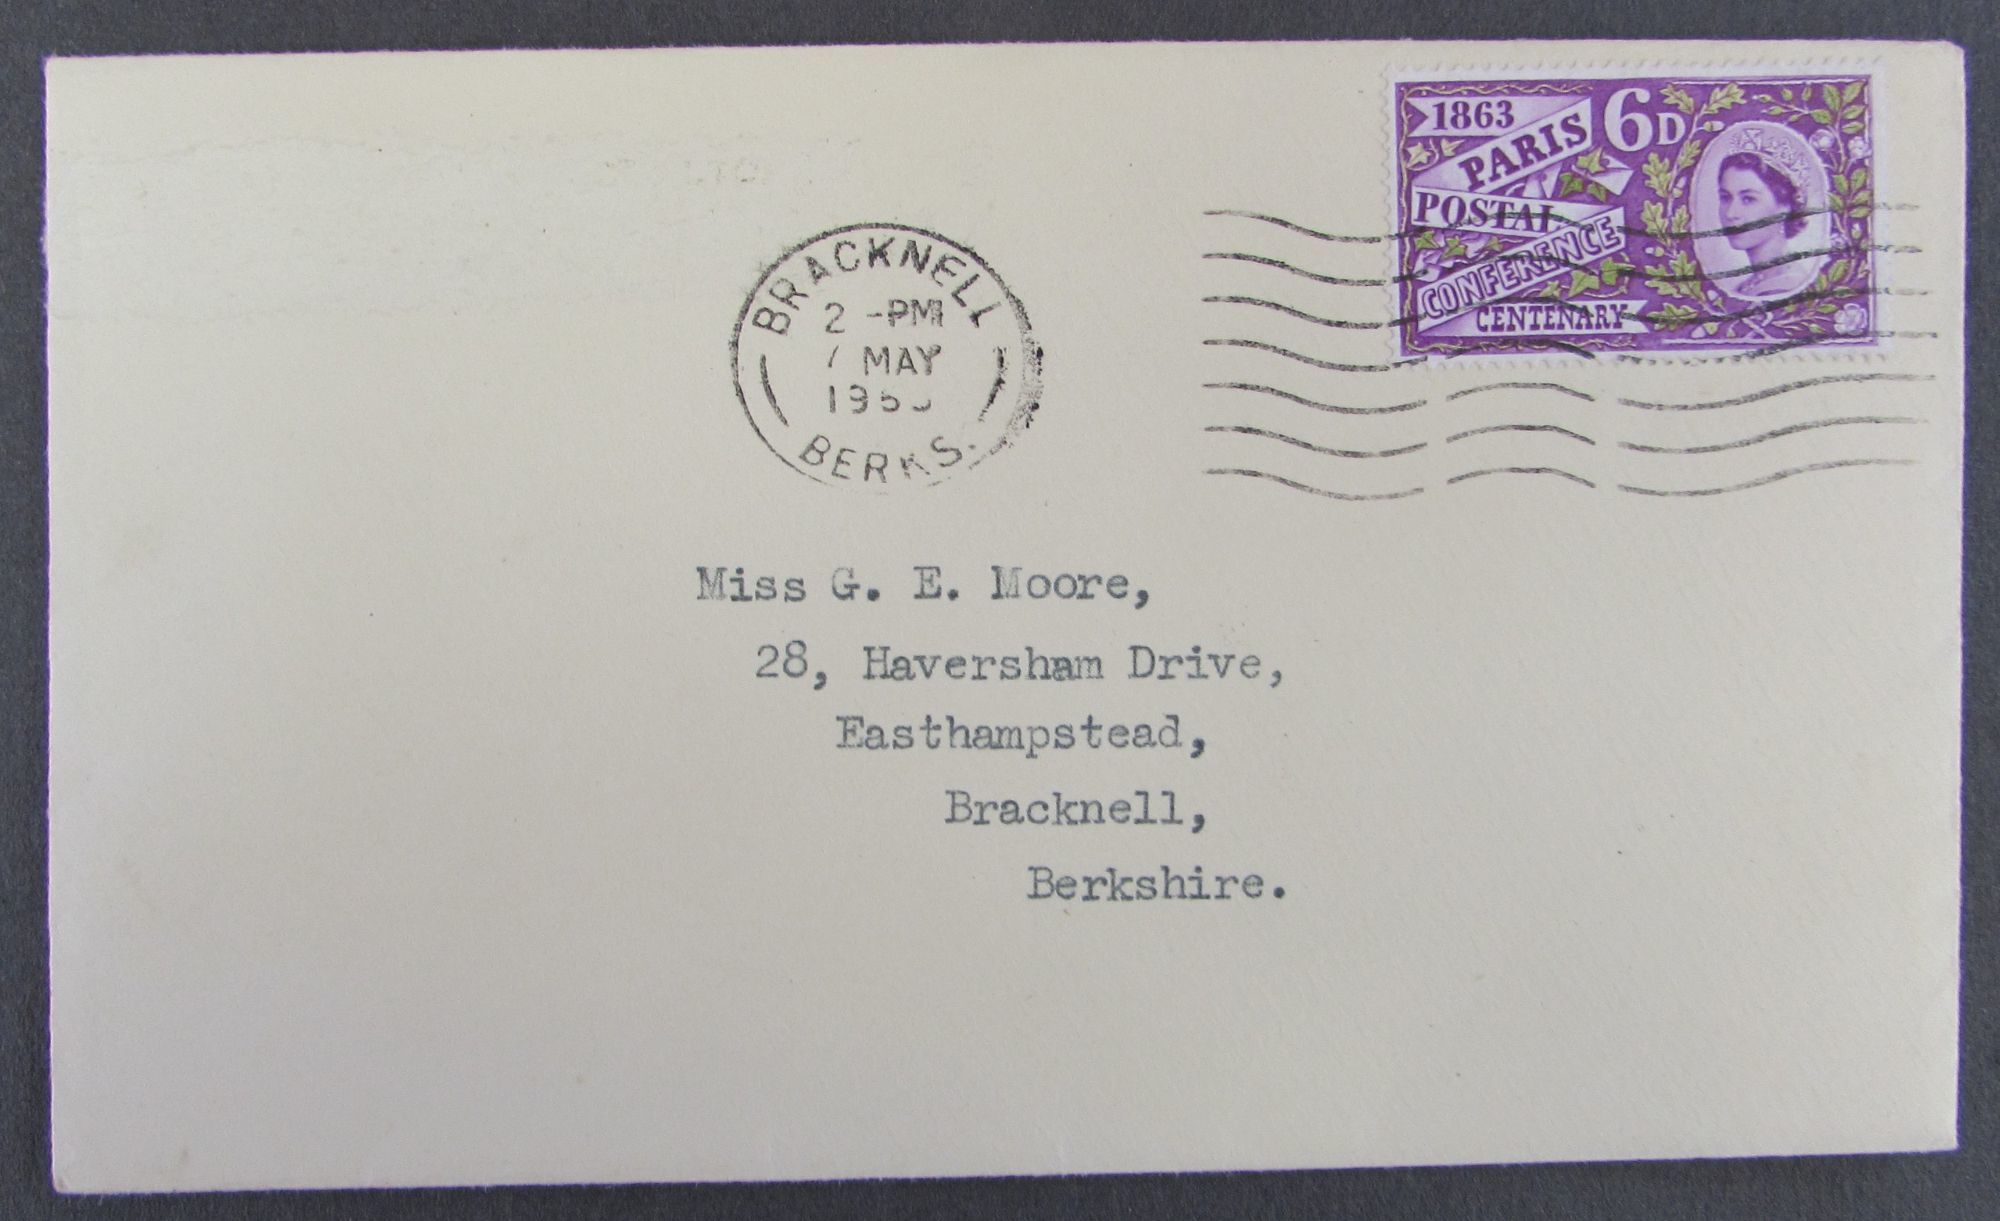 1863
PARIS
6D
POSTAL
CONFERENCE
CENTENARY
BRACKNELL
2 -PM
7 MAY
BERKS.
Miss G. E. Moore,
28, Haversham Drive,
Easthampstead,
Bracknell,
Berkshire.